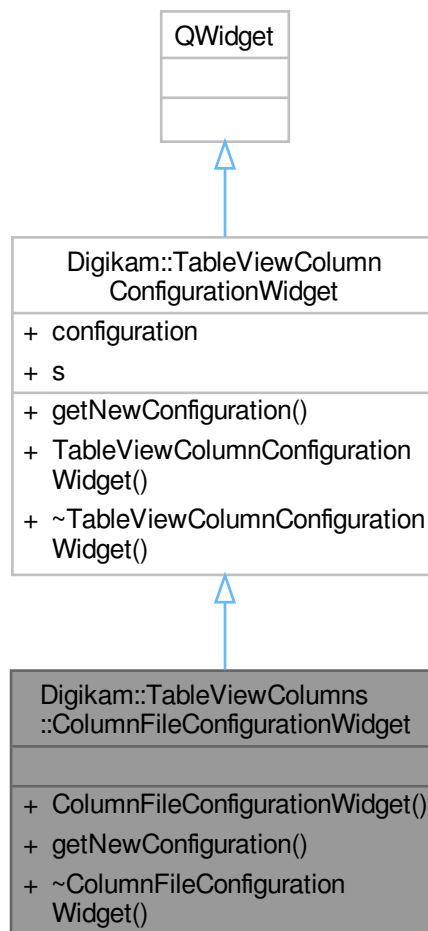 QWidget
Digikam::TableViewColumn
ConfigurationWidget
+ configuration
+ s
+ getNewConfiguration()
+ TableViewColumnConfiguration
Widget()
+ ~TableViewColumnConfiguration
Widget()
Digikam::TableViewColumns
::ColumnFileConfigurationWidget
+ ColumnFileConfigurationWidget()
+ getNewConfiguration()
+ ~ColumnFileConfiguration
Widget()